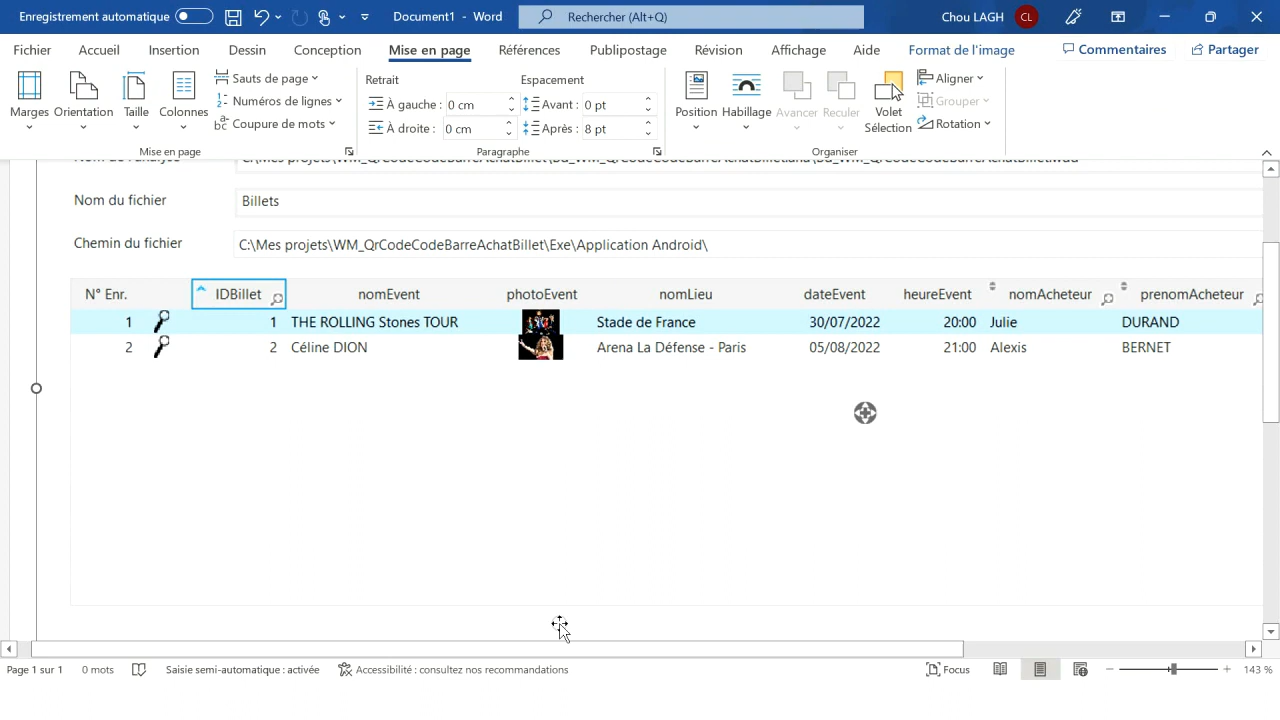 Enregistrement automatique Document1 - Word Rechercher (Alt+Q) Chou LAGH CL
Fichier Accueil Insertion Dessin Conception Mise en page Références Publipostage Révision Affichage Aide Format de l'image Commentaires Partager
Marges Orientation Taille Colonnes Sauts de page Numéros de lignes Coupure de mots
Mise en page
Retrait Espacement
À gauche : 0 cm Avant : 0 pt
À droite : 0 cm Après : 8 pt
Paragraphe
Position Habillage Avancer Reculer Volet Sélection Aligner Grouper Rotation
Organiser
Nom du fichier Billets
Chemin du fichier C:\Mes projets\WM_QrCodeCodeBarreAchatBillet\Exe\Application Android\
N° Enr. IDBillet nomEvent photoEvent nomLieu dateEvent heureEvent nomAcheteur prenomAcheteur
1 1 THE ROLLING Stones TOUR Stade de France 30/07/2022 20:00 Julie DURAND
2 2 Céline DION Arena La Défense - Paris 05/08/2022 21:00 Alexis BERNET
Page 1 sur 1 0 mots Saisie semi-automatique : activée Accessibilité : consultez nos recommandations Focus 143 %